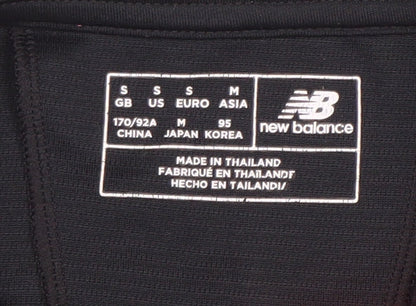 S S S M
GB US EURO ASIA
170/92A M 95
CHINA JAPAN KOREA
NB
new balance
MADE IN THAILAND
FABRIQUÉ EN THAÏLANDE
HECHO EN TAILANDIA